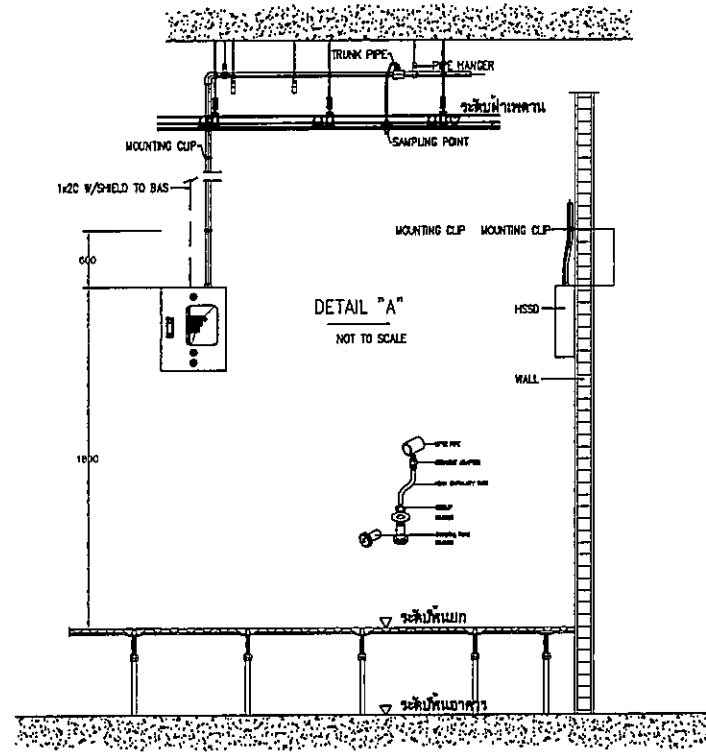 TRUNK PIPE
PIPE HANGER
ระดับฝ้าเพดาน
MOUNTING CLIP
SAMPLING POINT
1x2C W/SHIELD TO BAS
MOUNTING CLIP MOUNTING CLIP
600
DETAIL "A"
NOT TO SCALE
HSSD
WALL
1800
Sampling Point
ระดับพื้นยก
ระดับพื้นอาคาร